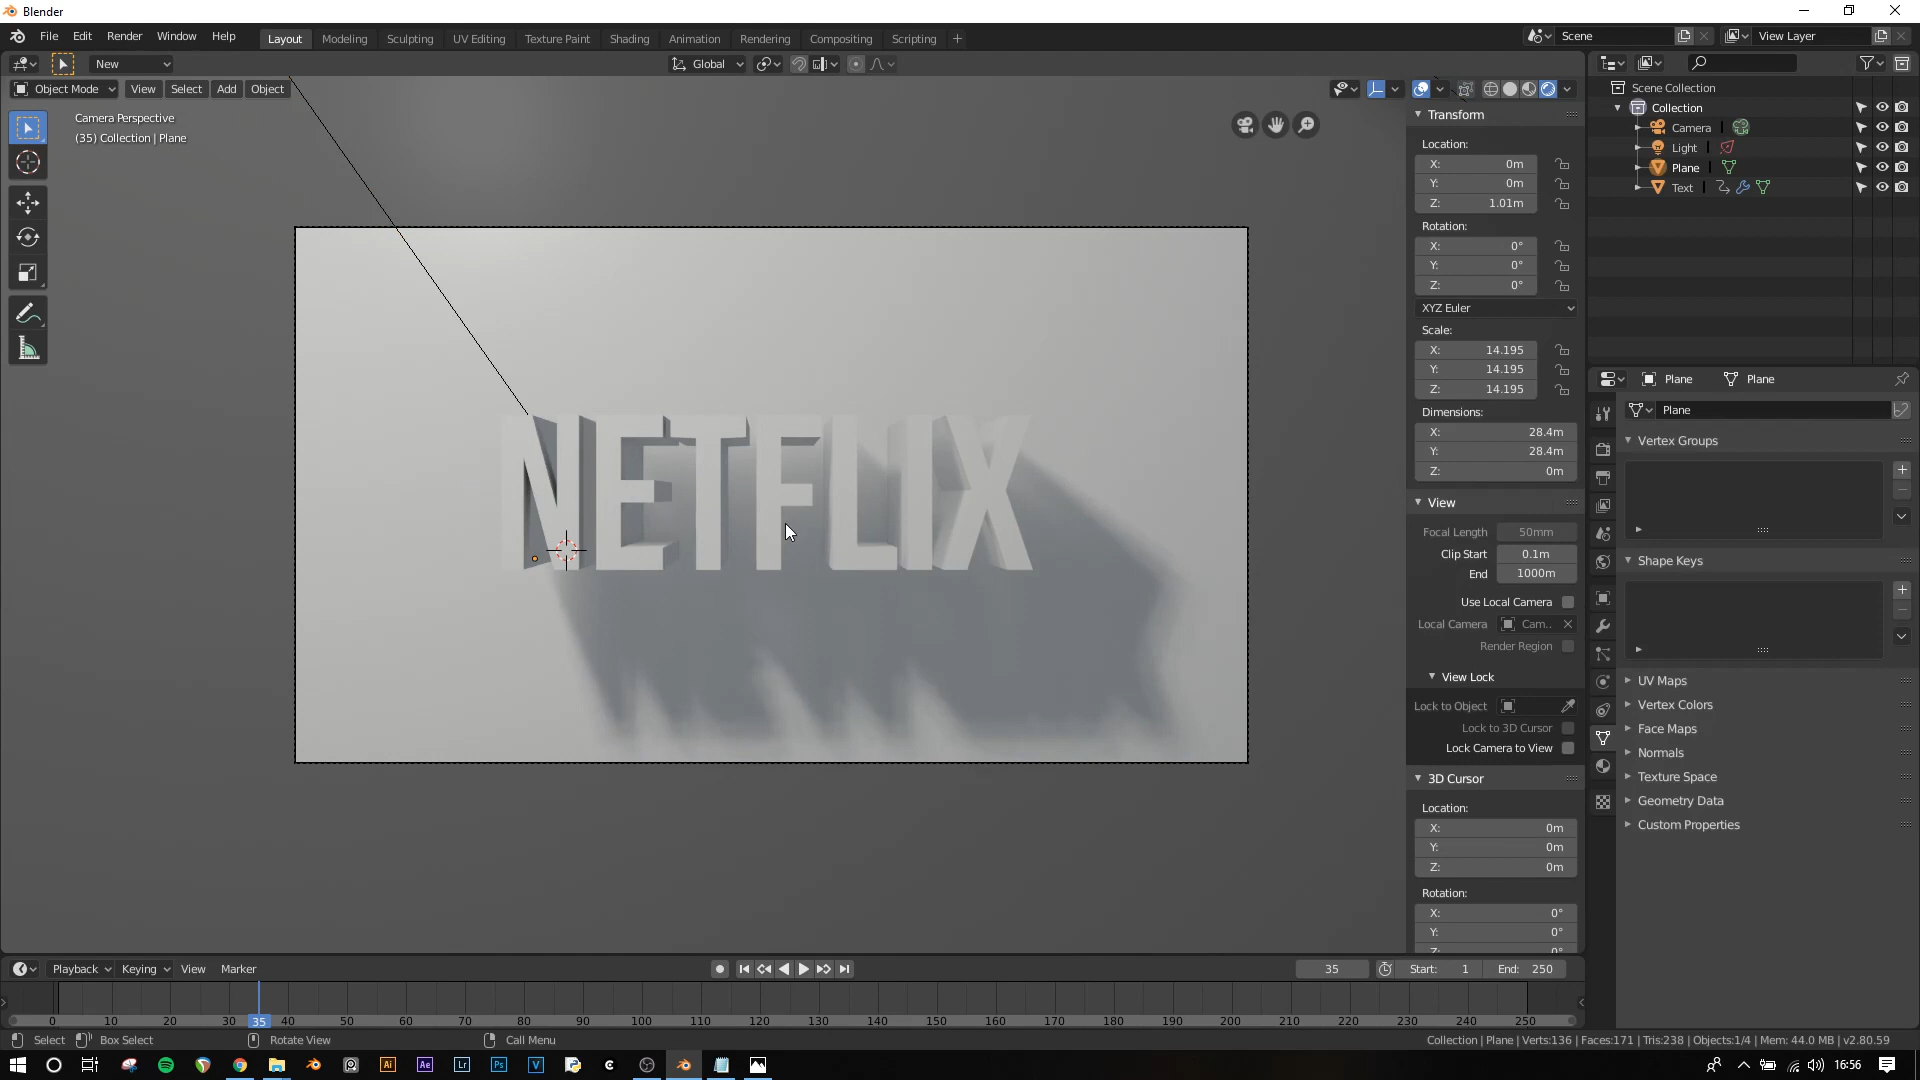 Blender
File Edit Render Window Help
Layout Modeling Sculpting UV Editing Texture Paint Shading Animation Rendering Compositing Scripting +
Scene
View Layer
New
Global
Object Mode View Select Add Object
Camera Perspective
(35) Collection | Plane
NETFLIX
Transform
Location:
X: 0m
Y: 0m
Z: 1.01m
Rotation:
X: 0°
Y: 0°
Z: 0°
XYZ Euler
Scale:
X: 14.195
Y: 14.195
Z: 14.195
Dimensions:
X: 28.4m
Y: 28.4m
Z: 0m
View
Focal Length 50mm
Clip Start 0.1m
End 1000m
Use Local Camera
Local Camera Cam..
Render Region
View Lock
Lock to Object
Lock to 3D Cursor
Lock Camera to View
3D Cursor
Location:
X: 0m
Y: 0m
Z: 0m
Rotation:
X: 0°
Y: 0°
Z: 0°
Scene Collection
Collection
Camera
Light
Plane
Text
Plane Plane
Plane
Vertex Groups
Shape Keys
UV Maps
Vertex Colors
Face Maps
Normals
Texture Space
Geometry Data
Custom Properties
Playback Keying View Marker
35 Start: 1 End: 250
0 10 20 30 35 40 50 60 70 80 90 100 110 120 130 140 150 160 170 180 190 200 210 220 230 240 250
Select Box Select Rotate View Call Menu
Collection | Plane | Verts:136 | Faces:171 | Tris:238 | Objects:1/4 | Mem: 44.0 MB | v2.80.59
Ai Ae Lr Ps V C
16:56